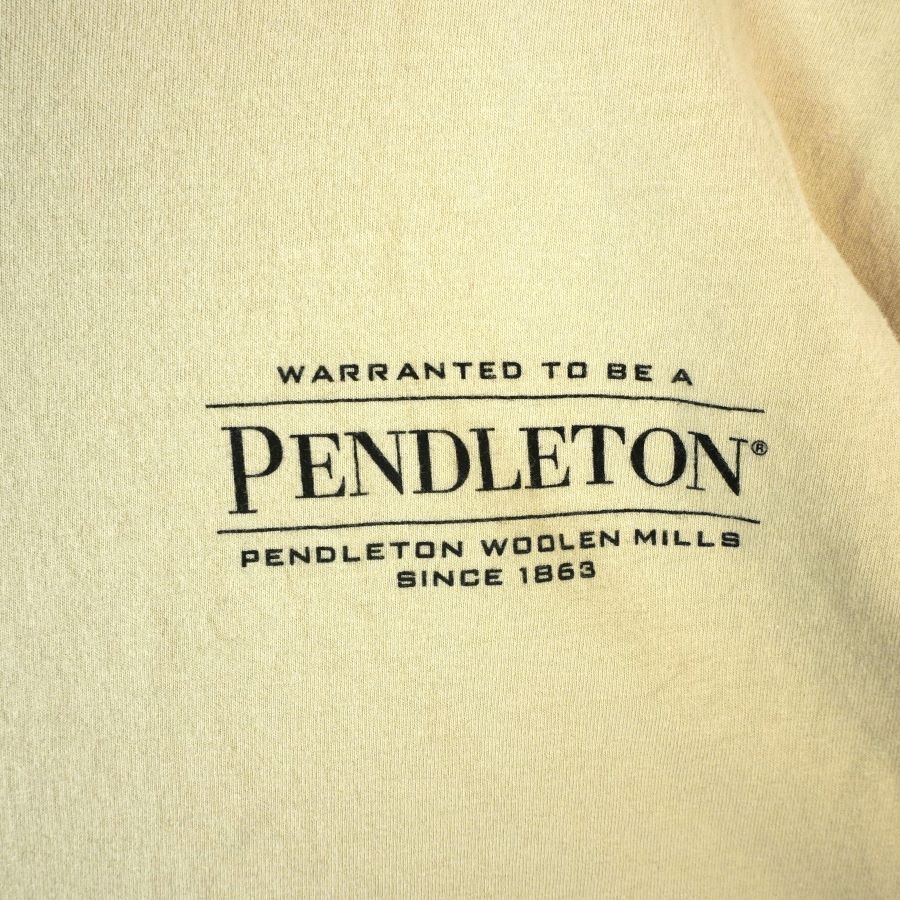 WARRANTED TO BE A
PENDLETON®
PENDLETON WOOLEN MILLS
SINCE 1863